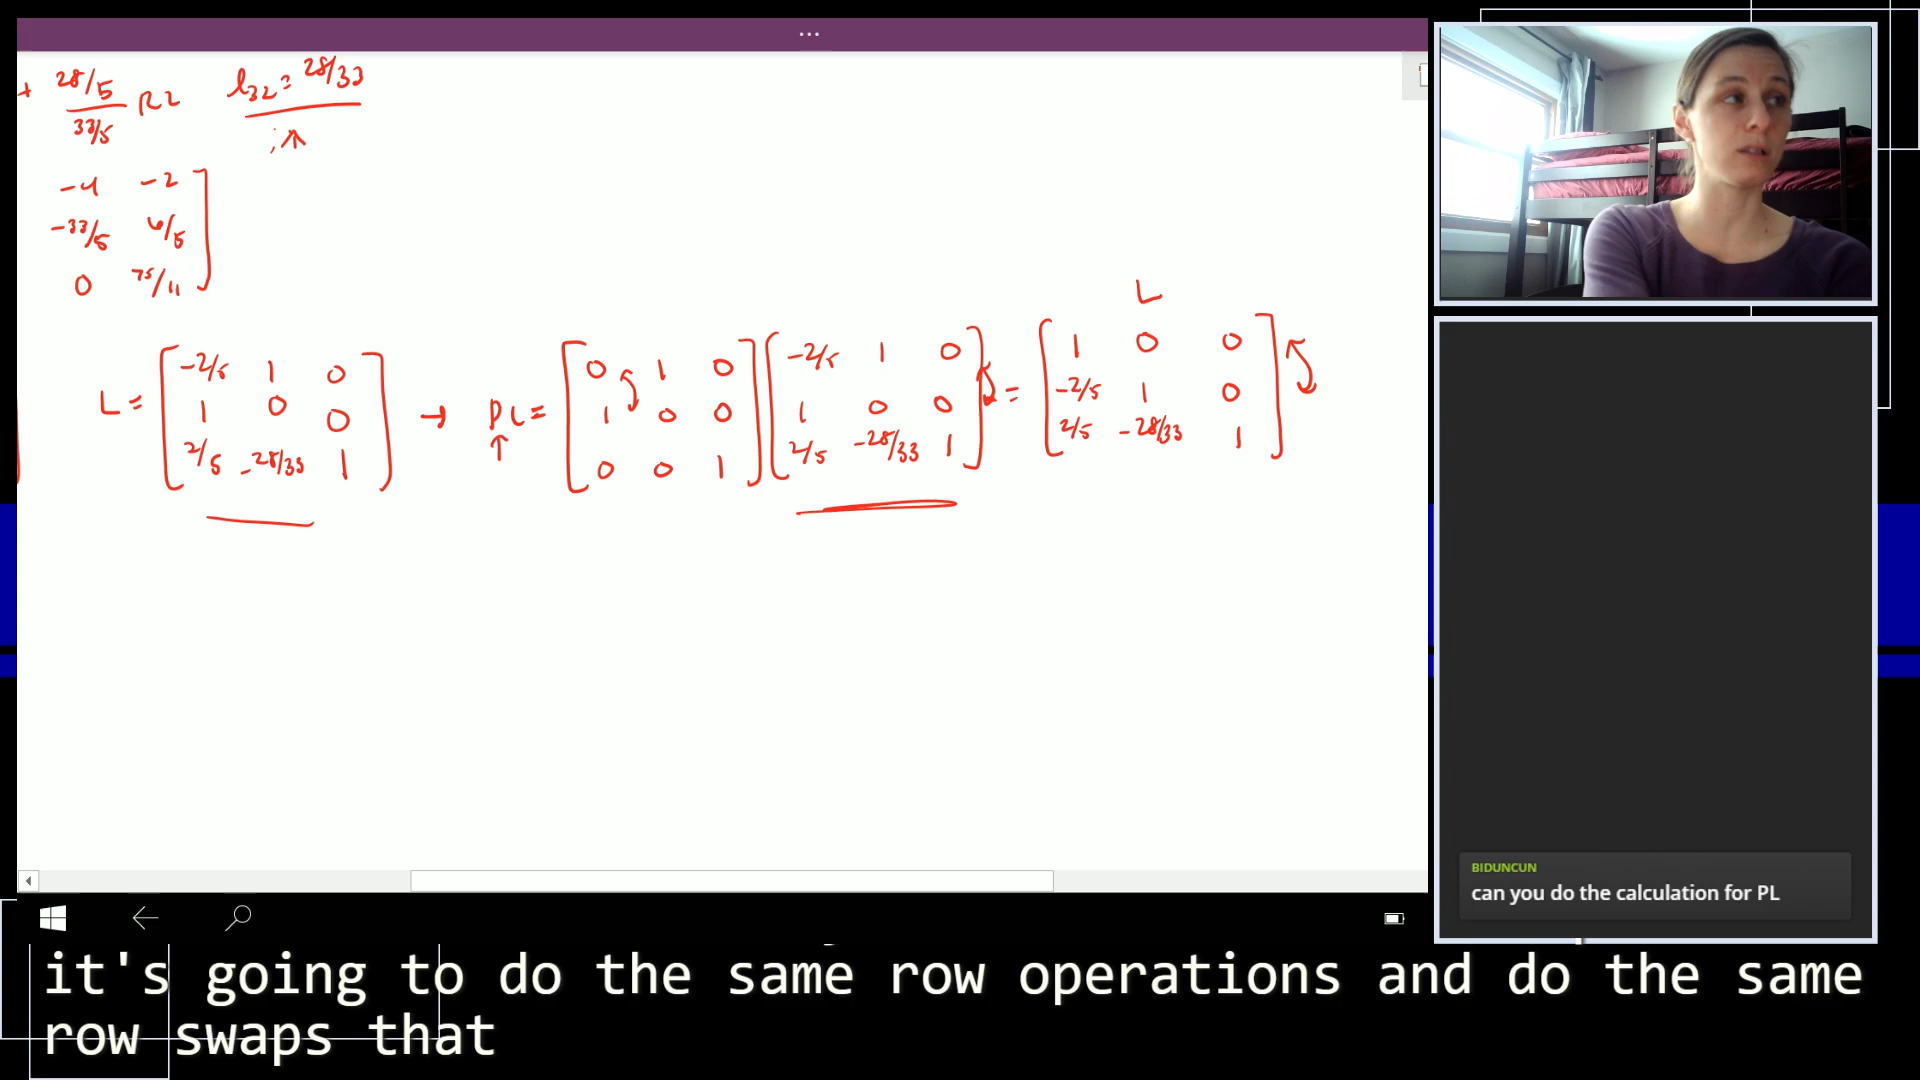 ...
+ 28/5 / 33/5 R2 l32 = 28/33
-4 -2
-33/5 6/5
0 75/11
L
L = [ -2/5 1 0 → PL = [ 0 1 0 ] [ -2/5 1 0 ] = [ 1 0 0 ]
1 0 0 1 0 0 1 0 0 -2/5 1 0
2/5 -28/33 1 ] 0 0 1 2/5 -28/33 1 2/5 -28/33 1
BIDUNCUN
can you do the calculation for PL
it's going to do the same row operations and do the same
row swaps that